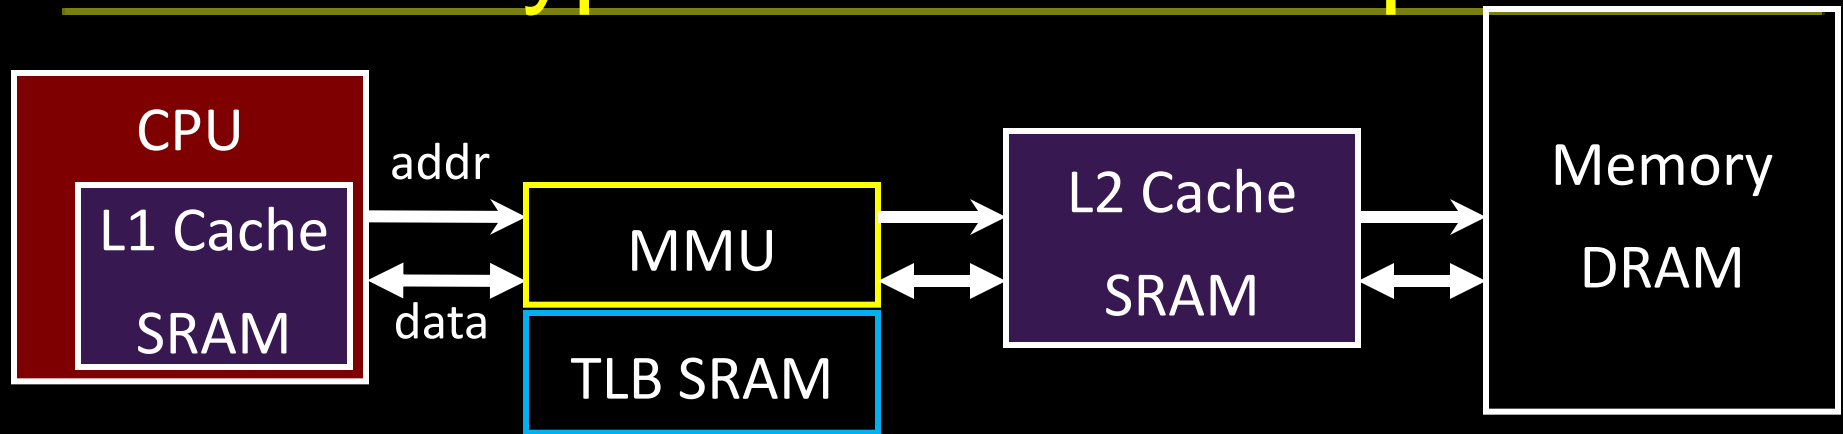 CPU
L1 Cache
SRAM
addr
data
MMU
TLB SRAM
L2 Cache
SRAM
Memory
DRAM